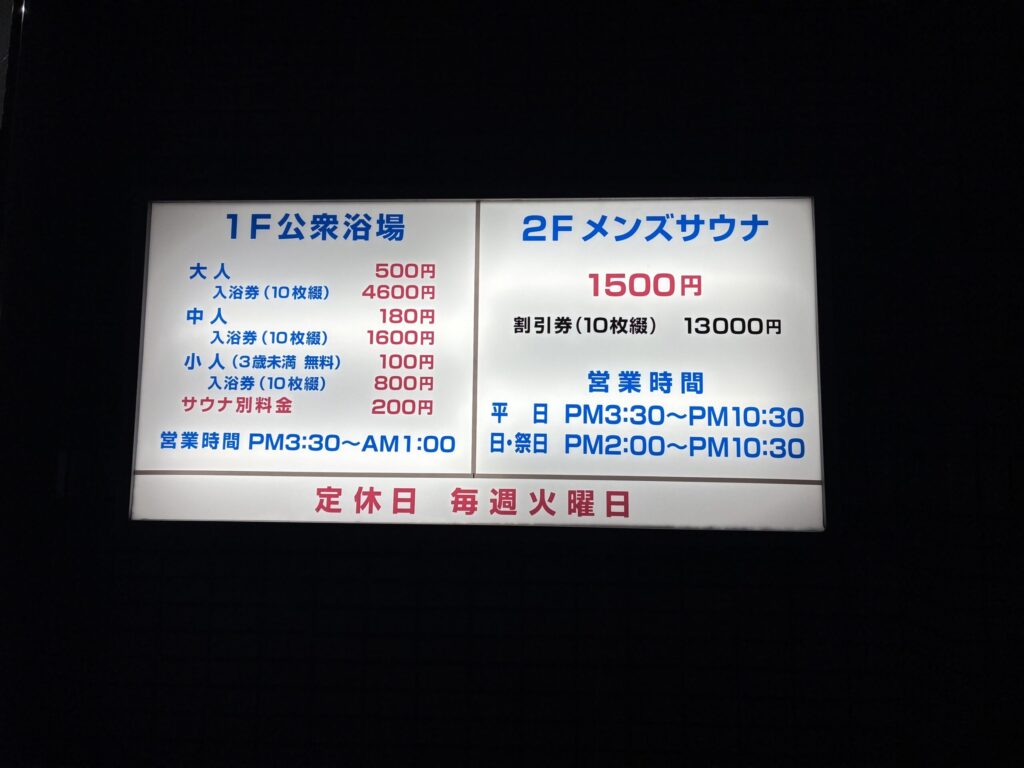 1F公衆浴場
大人 500円
入浴券(10枚綴) 4600円
中人 180円
入浴券(10枚綴) 1600円
小人(3歳未満 無料) 100円
入浴券(10枚綴) 800円
サウナ別料金 200円
営業時間 PM3:30〜AM1:00
2Fメンズサウナ
1500円
割引券(10枚綴) 13000円
営業時間
平日 PM3:30〜PM10:30
日・祭日 PM2:00〜PM10:30
定休日 毎週火曜日